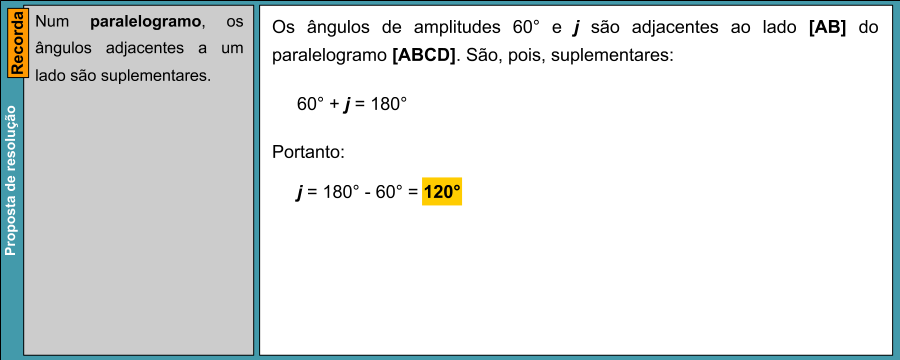 Recorda
Proposta de resolução
Num paralelogramo, os
ângulos adjacentes a um
lado são suplementares.
Os ângulos de amplitudes 60° e j são adjacentes ao lado [AB] do
paralelogramo [ABCD]. São, pois, suplementares:
60° + j = 180°
Portanto:
j = 180° - 60° = 120°